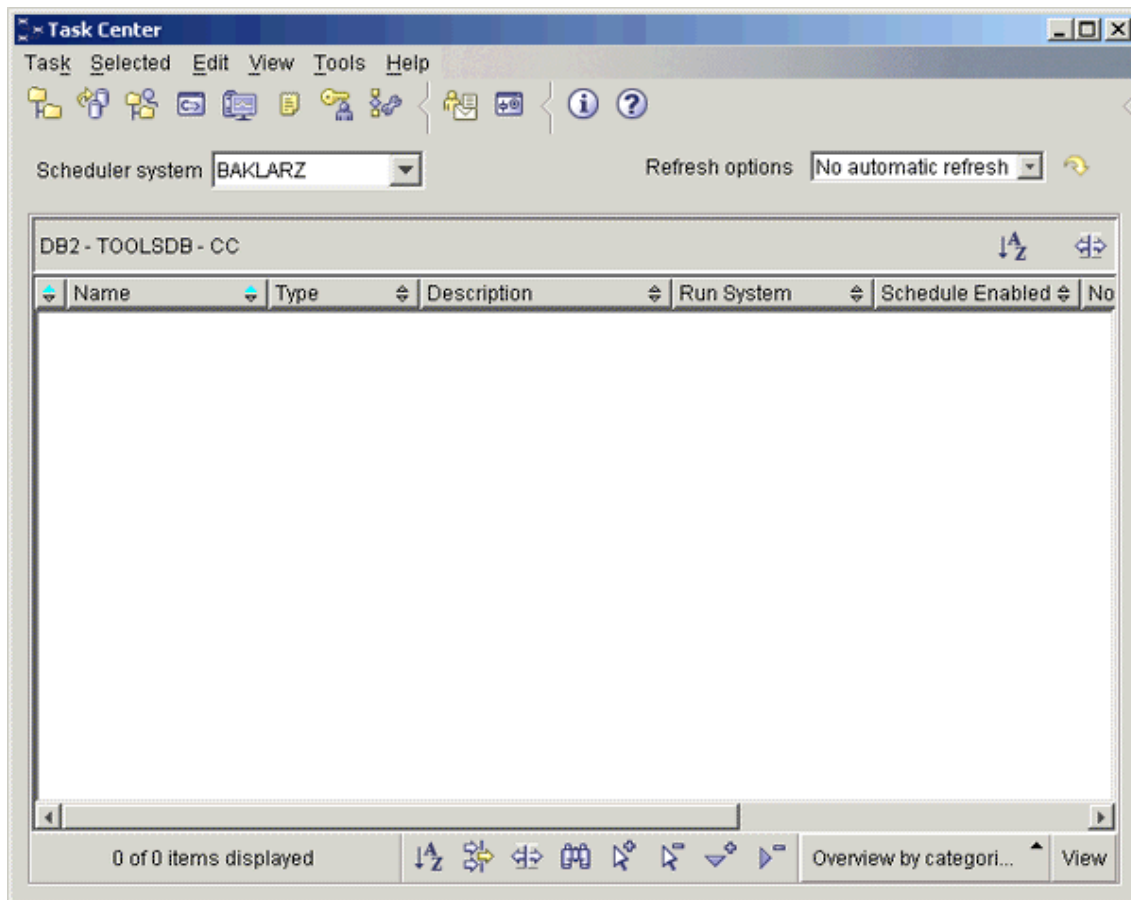 Task Center
Task Selected Edit View Tools Help
Scheduler system BAKLARZ Refresh options No automatic refresh
DB2 - TOOLSDB - CC
Name Type Description Run System Schedule Enabled No
0 of 0 items displayed Overview by categori... View